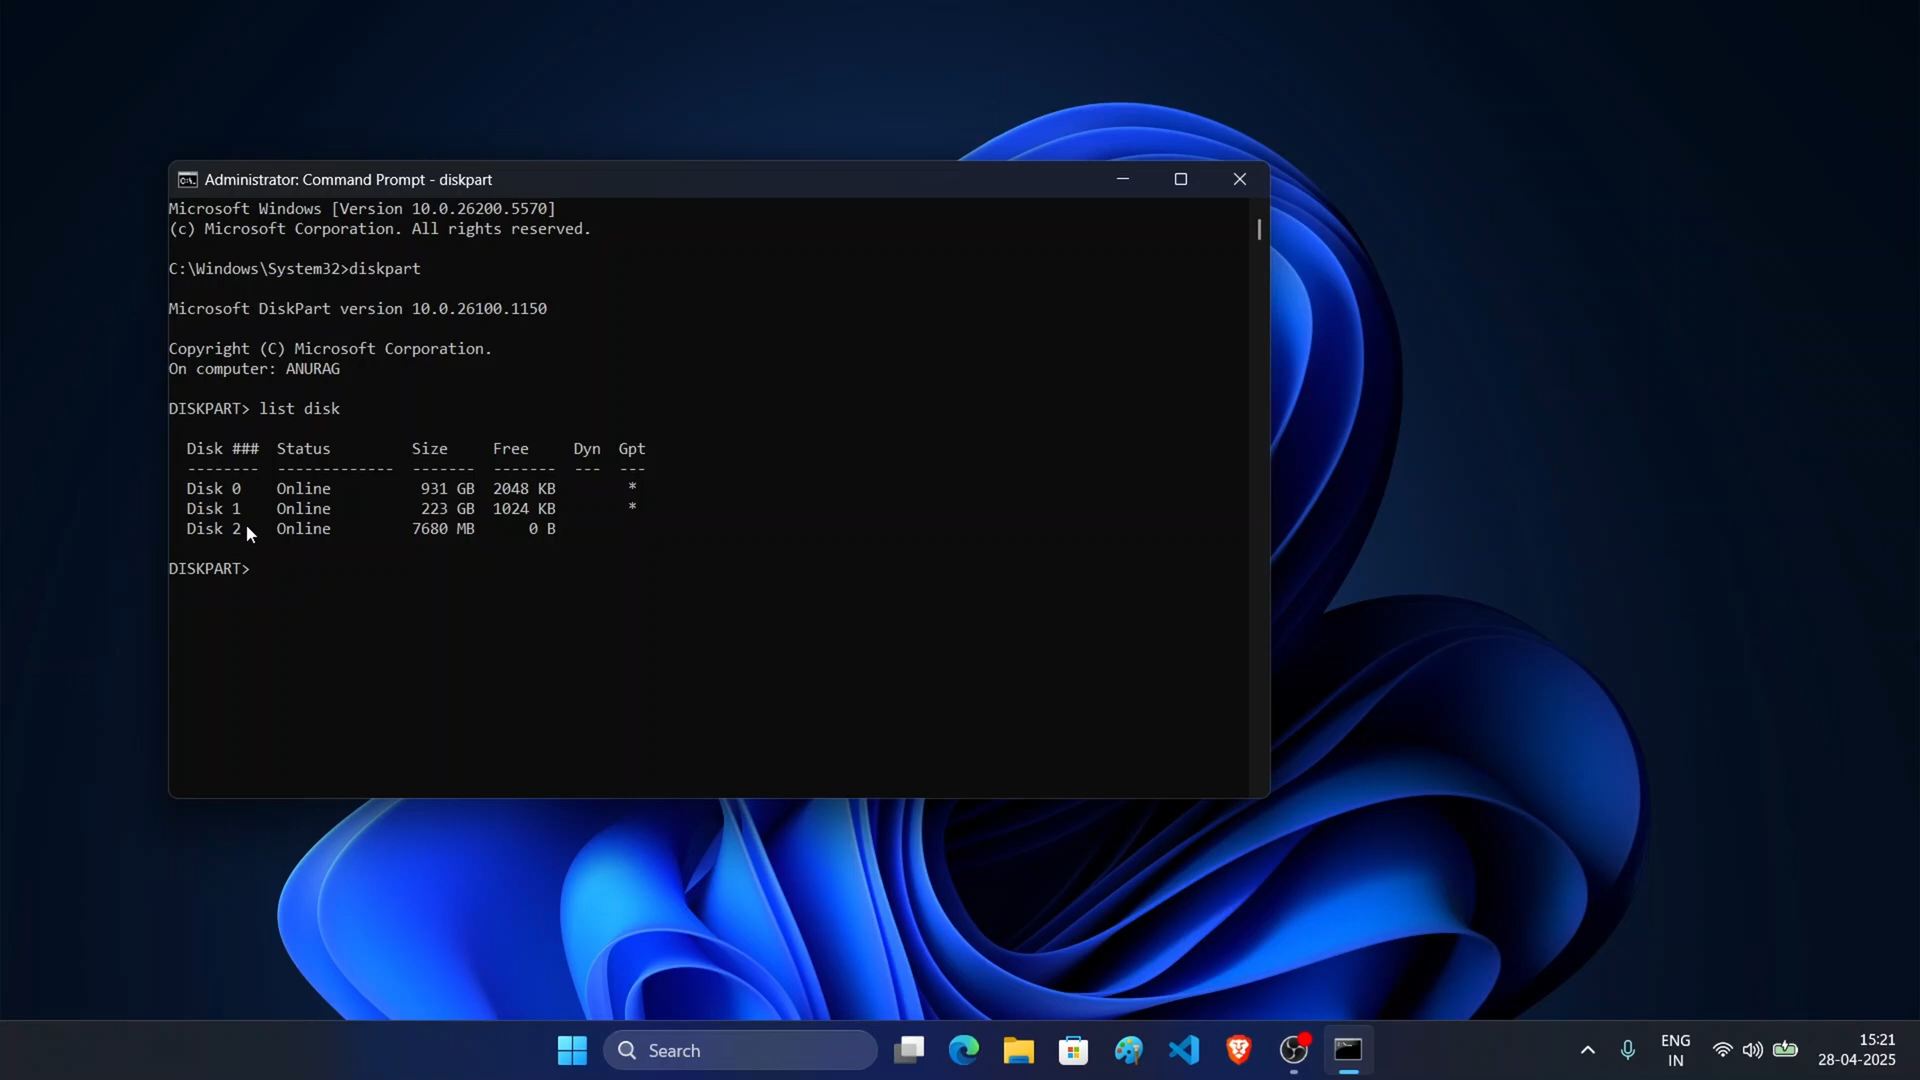 Administrator: Command Prompt - diskpart
Microsoft Windows [Version 10.0.26200.5570]
(c) Microsoft Corporation. All rights reserved.
C:\Windows\System32>diskpart
Microsoft DiskPart version 10.0.26100.1150
Copyright (C) Microsoft Corporation.
On computer: ANURAG
DISKPART> list disk
Disk ###  Status         Size     Free     Dyn  Gpt
--------  -------------  -------  -------  ---  ---
Disk 0    Online          931 GB  2048 KB        *
Disk 1    Online          223 GB  1024 KB        *
Disk 2    Online         7680 MB      0 B
DISKPART>
Search
ENG
IN
15:21
28-04-2025